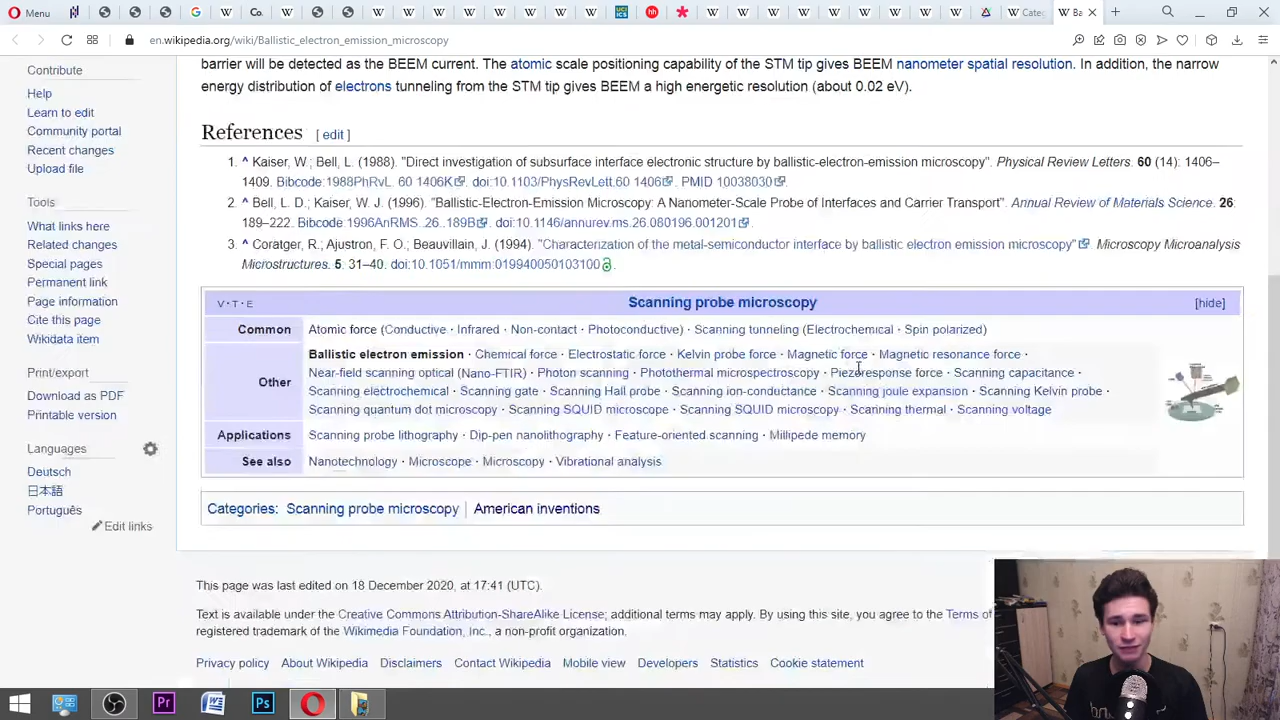 Menu
Co.
UCI
ICS
hh
Categ
Ba
en.wikipedia.org/wiki/Ballistic_electron_emission_microscopy
Contribute
Help
Learn to edit
Community portal
Recent changes
Upload file
Tools
What links here
Related changes
Special pages
Permanent link
Page information
Cite this page
Wikidata item
Print/export
Download as PDF
Printable version
Languages
Deutsch
日本語
Português
Edit links
barrier will be detected as the BEEM current. The atomic scale positioning capability of the STM tip gives BEEM nanometer spatial resolution. In addition, the narrow
energy distribution of electrons tunneling from the STM tip gives BEEM a high energetic resolution (about 0.02 eV).
References [ edit ]
1. ^ Kaiser, W.; Bell, L. (1988). "Direct investigation of subsurface interface electronic structure by ballistic-electron-emission microscopy". Physical Review Letters. 60 (14): 1406–
1409. Bibcode:1988PhRvL..60.1406K. doi:10.1103/PhysRevLett.60.1406. PMID 10038030.
2. ^ Bell, L. D.; Kaiser, W. J. (1996). "Ballistic-Electron-Emission Microscopy: A Nanometer-Scale Probe of Interfaces and Carrier Transport". Annual Review of Materials Science. 26:
189–222. Bibcode:1996AnRMS..26..189B. doi:10.1146/annurev.ms.26.080196.001201.
3. ^ Coratger, R.; Ajustron, F. O.; Beauvillain, J. (1994). "Characterization of the metal-semiconductor interface by ballistic electron emission microscopy". Microscopy Microanalysis
Microstructures. 5: 31–40. doi:10.1051/mmm:0199400050103100.
V · T · E Scanning probe microscopy [hide]
Common Atomic force (Conductive · Infrared · Non-contact · Photoconductive) · Scanning tunneling (Electrochemical · Spin polarized)
Other Ballistic electron emission · Chemical force · Electrostatic force · Kelvin probe force · Magnetic force · Magnetic resonance force ·
Near-field scanning optical (Nano-FTIR) · Photon scanning · Photothermal microspectroscopy · Piezoresponse force · Scanning capacitance ·
Scanning electrochemical · Scanning gate · Scanning Hall probe · Scanning ion-conductance · Scanning joule expansion · Scanning Kelvin probe ·
Scanning quantum dot microscopy · Scanning SQUID microscope · Scanning SQUID microscopy · Scanning thermal · Scanning voltage
Applications Scanning probe lithography · Dip-pen nanolithography · Feature-oriented scanning · Millipede memory
See also Nanotechnology · Microscope · Microscopy · Vibrational analysis
Categories: Scanning probe microscopy | American inventions
This page was last edited on 18 December 2020, at 17:41 (UTC).
Text is available under the Creative Commons Attribution-ShareAlike License; additional terms may apply. By using this site, you agree to the Terms of
registered trademark of the Wikimedia Foundation, Inc., a non-profit organization.
Privacy policy About Wikipedia Disclaimers Contact Wikipedia Mobile view Developers Statistics Cookie statement
Pr
Ps